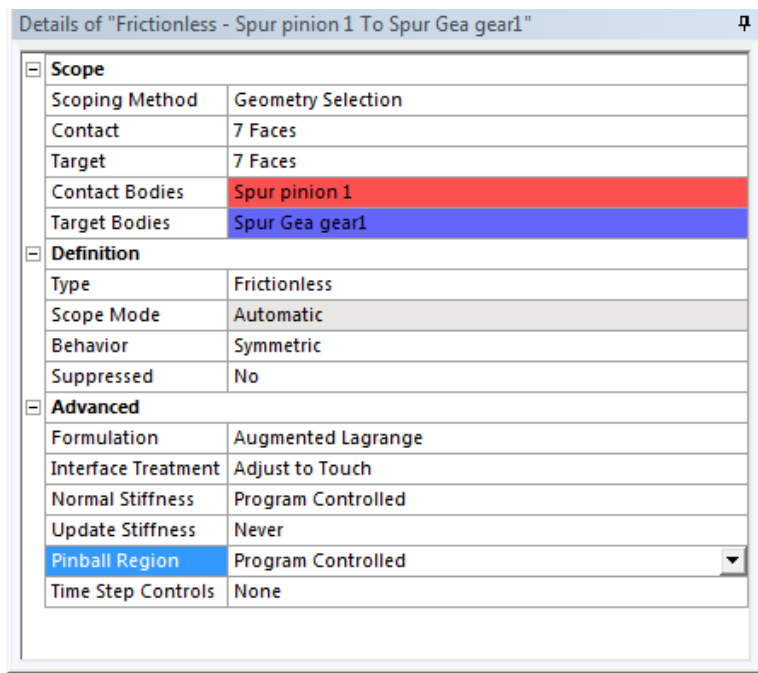 Details of "Frictionless - Spur pinion 1 To Spur Gea gear1"
Scope
Scoping Method Geometry Selection
Contact 7 Faces
Target 7 Faces
Contact Bodies Spur pinion 1
Target Bodies Spur Gea gear1
Definition
Type Frictionless
Scope Mode Automatic
Behavior Symmetric
Suppressed No
Advanced
Formulation Augmented Lagrange
Interface Treatment Adjust to Touch
Normal Stiffness Program Controlled
Update Stiffness Never
Pinball Region Program Controlled
Time Step Controls None